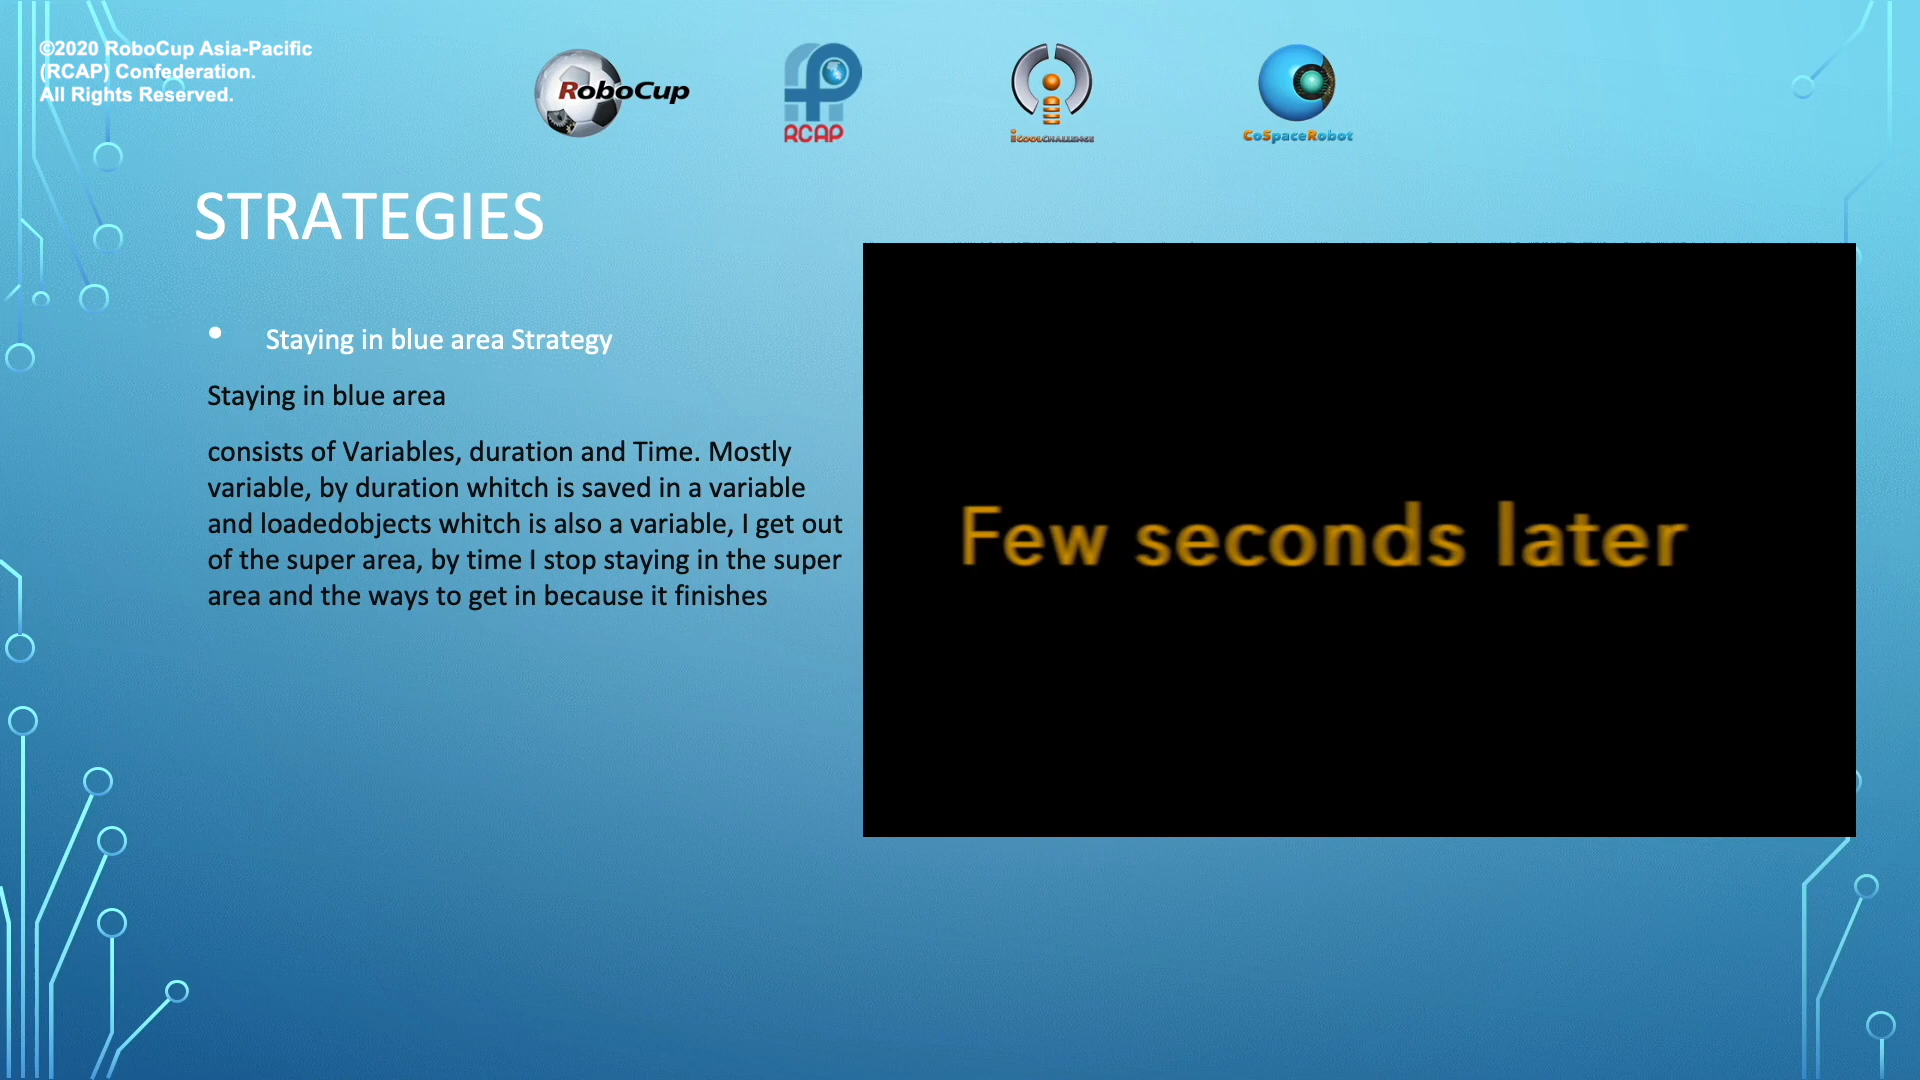 ©2020 RoboCup Asia-Pacific
(RCAP) Confederation.
All Rights Reserved.
RoboCup
RCAP
iCOOLCHALLENGE
CoSpaceRobot
STRATEGIES
• Staying in blue area Strategy
Staying in blue area
consists of Variables, duration and Time. Mostly
variable, by duration whitch is saved in a variable
and loadedobjects whitch is also a variable, I get out
of the super area, by time I stop staying in the super
area and the ways to get in because it finishes
Few seconds later